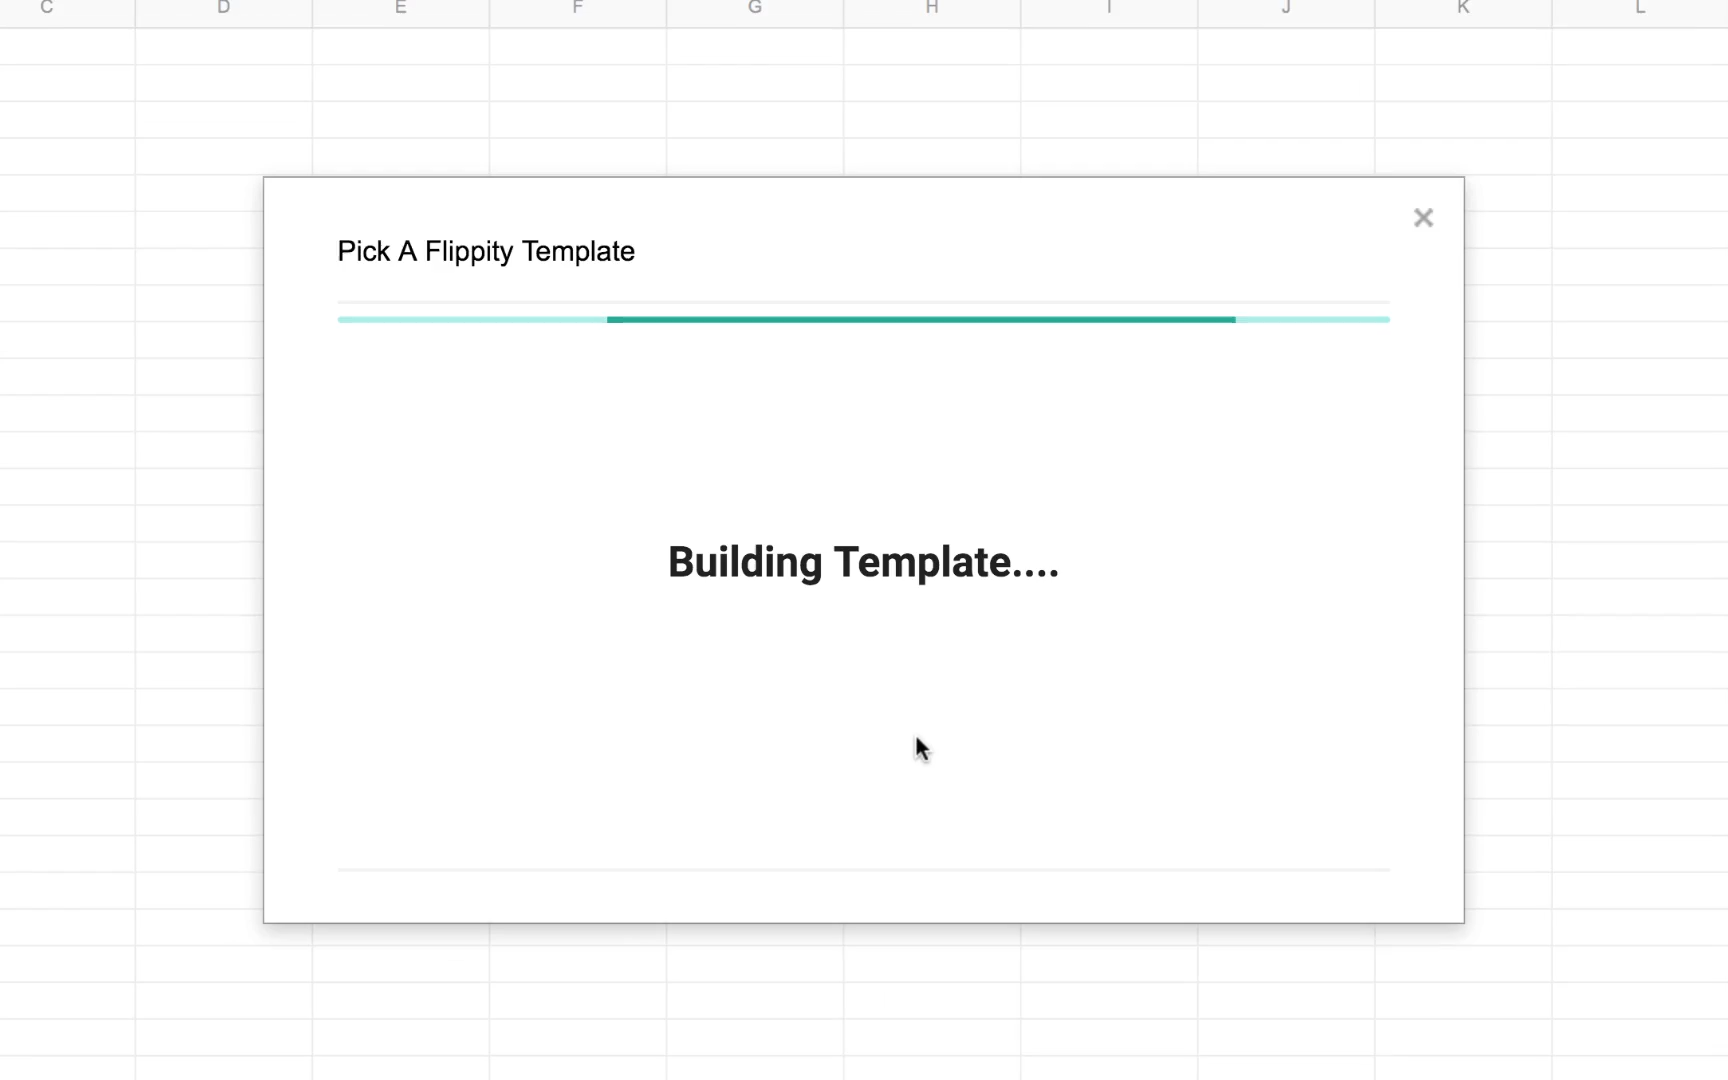 C D E F G H I J K L
Pick A Flippity Template
Building Template....